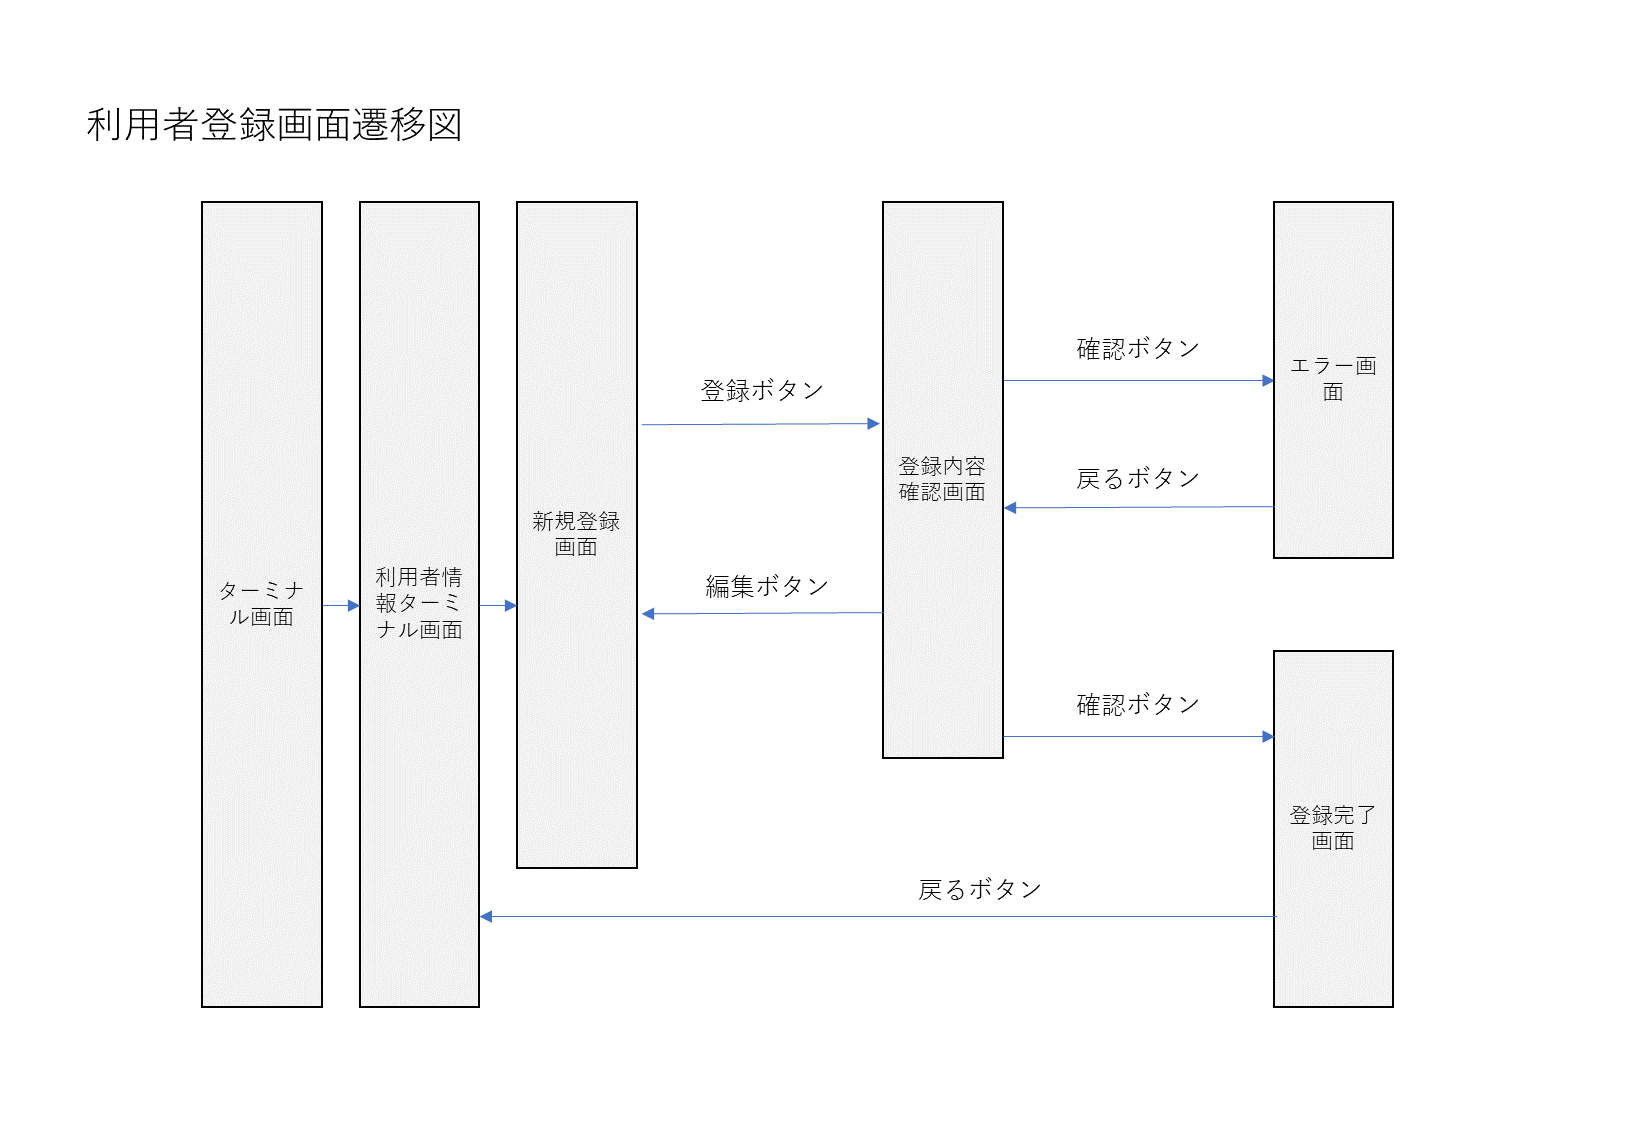 利用者登録画面遷移図
ターミナ
ル画面
利用者情
報ターミ
ナル画面
新規登録
画面
登録ボタン
編集ボタン
登録内容
確認画面
確認ボタン
戻るボタン
エラー画
面
確認ボタン
登録完了
画面
戻るボタン